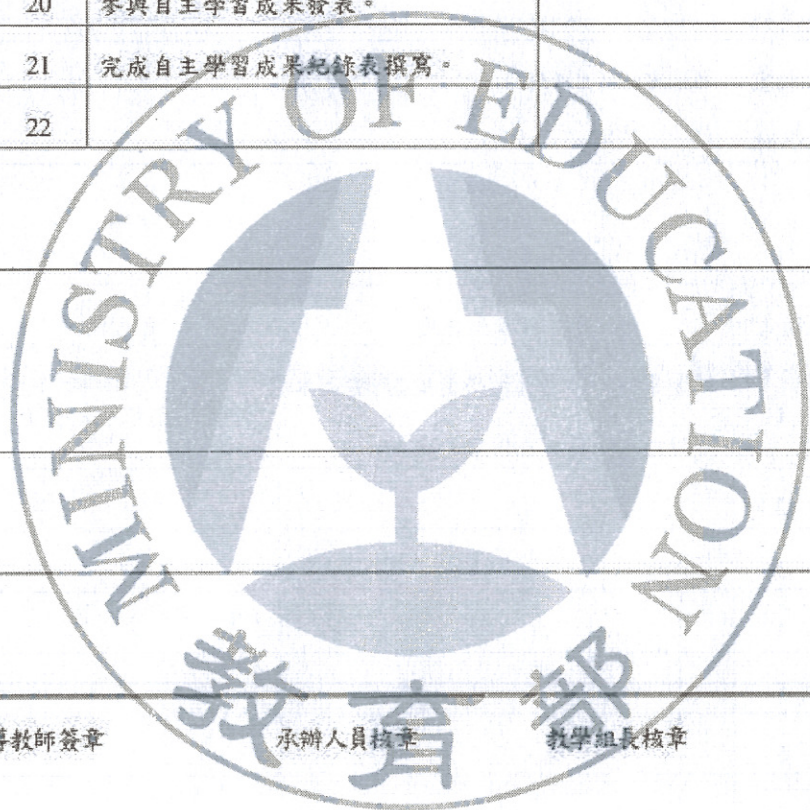 20 參與自主學習成果發表。
21 完成自主學習成果紀錄表撰寫。
22
MINISTRY OF EDUCATION
教育部
導教師簽章 承辦人員核章 教學組長核章